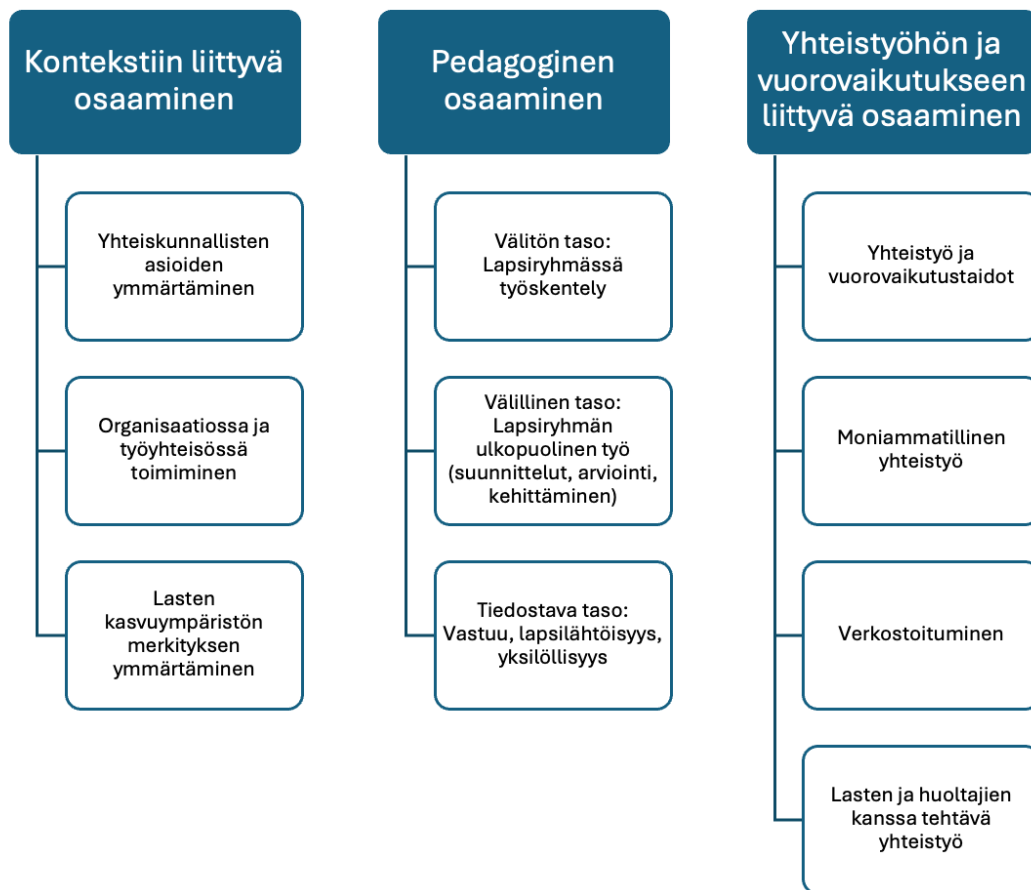 Kontekstiin liittyvä
osaaminen
Yhteiskunnallisten
asioiden
ymmärtäminen
Organisaatiossa ja
työyhteisössä
toimiminen
Lasten
kasvuympäristön
merkityksen
ymmärtäminen
Pedagoginen
osaaminen
Välitön taso:
Lapsiryhmässä
työskentely
Välillinen taso:
Lapsiryhmän
ulkopuolinen työ
(suunnittelut, arviointi,
kehittäminen)
Tiedostava taso:
Vastuu, lapsilähtöisyys,
yksilöllisyys
Yhteistyöhön ja
vuorovaikutukseen
liittyvä osaaminen
Yhteistyö ja
vuorovaikutustaidot
Moniammatillinen
yhteistyö
Verkostoituminen
Lasten ja huoltajien
kanssa tehtävä
yhteistyö